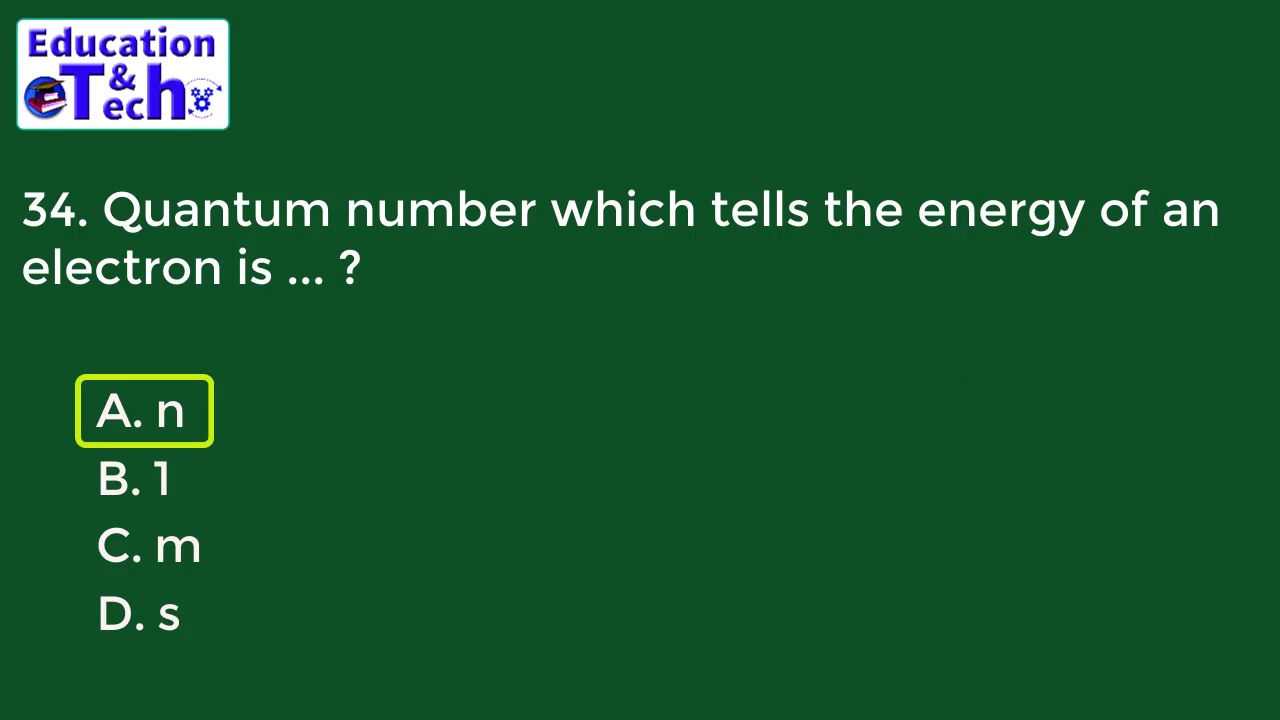 Education
&
Tech
34. Quantum number which tells the energy of an
electron is ... ?
A. n
B. 1
C. m
D. s